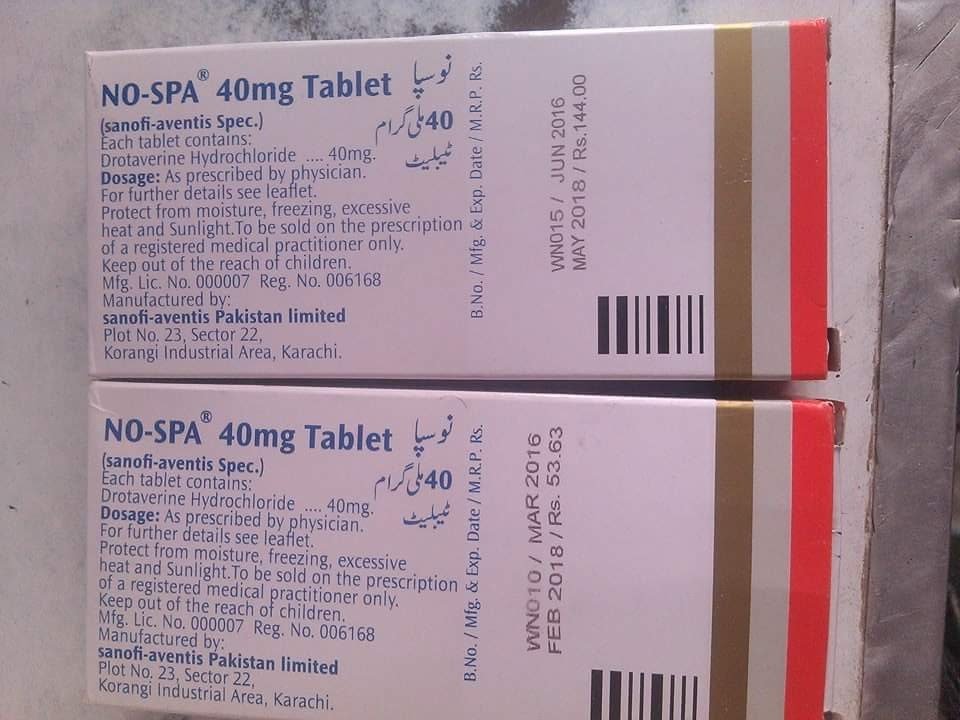 NO-SPA® 40mg Tablet نوسپا
(sanofi-aventis Spec.) 40 ملی گرام
Each tablet contains:
Drotaverine Hydrochloride .... 40mg. ٹیبلیٹ
Dosage: As prescribed by physician.
For further details see leaflet.
Protect from moisture, freezing, excessive
heat and Sunlight.To be sold on the prescription
of a registered medical practitioner only.
Keep out of the reach of children.
Mfg. Lic. No. 000007 Reg. No. 006168
Manufactured by:
sanofi-aventis Pakistan limited
Plot No. 23, Sector 22,
Korangi Industrial Area, Karachi.
B.No. / Mfg. & Exp. Date / M.R.P. Rs.
WN015 / JUN 2016
MAY 2018 / Rs.144.00
NO-SPA® 40mg Tablet نوسپا
(sanofi-aventis Spec.) 40 ملی گرام
Each tablet contains:
Drotaverine Hydrochloride .... 40mg. ٹیبلیٹ
Dosage: As prescribed by physician.
For further details see leaflet.
Protect from moisture, freezing, excessive
heat and Sunlight.To be sold on the prescription
of a registered medical practitioner only.
Keep out of the reach of children.
Mfg. Lic. No. 000007 Reg. No. 006168
Manufactured by:
sanofi-aventis Pakistan limited
Plot No. 23, Sector 22,
Korangi Industrial Area, Karachi.
B.No. / Mfg. & Exp. Date / M.R.P. Rs.
WN010 / MAR 2016
FEB 2018 / Rs. 53.63